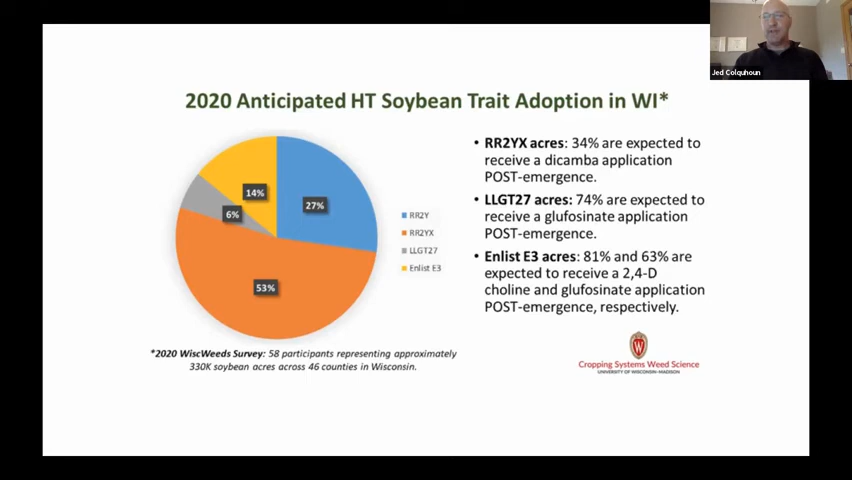 Jed Colquhoun
2020 Anticipated HT Soybean Trait Adoption in WI*
27%
14%
6%
53%
RR2Y
RR2YX
LLGT27
Enlist E3
• RR2YX acres: 34% are expected to
receive a dicamba application
POST-emergence.
• LLGT27 acres: 74% are expected to
receive a glufosinate application
POST-emergence.
• Enlist E3 acres: 81% and 63% are
expected to receive a 2,4-D
choline and glufosinate application
POST-emergence, respectively.
*2020 WiscWeeds Survey: 58 participants representing approximately
330K soybean acres across 46 counties in Wisconsin.
W
Cropping Systems Weed Science
UNIVERSITY OF WISCONSIN-MADISON